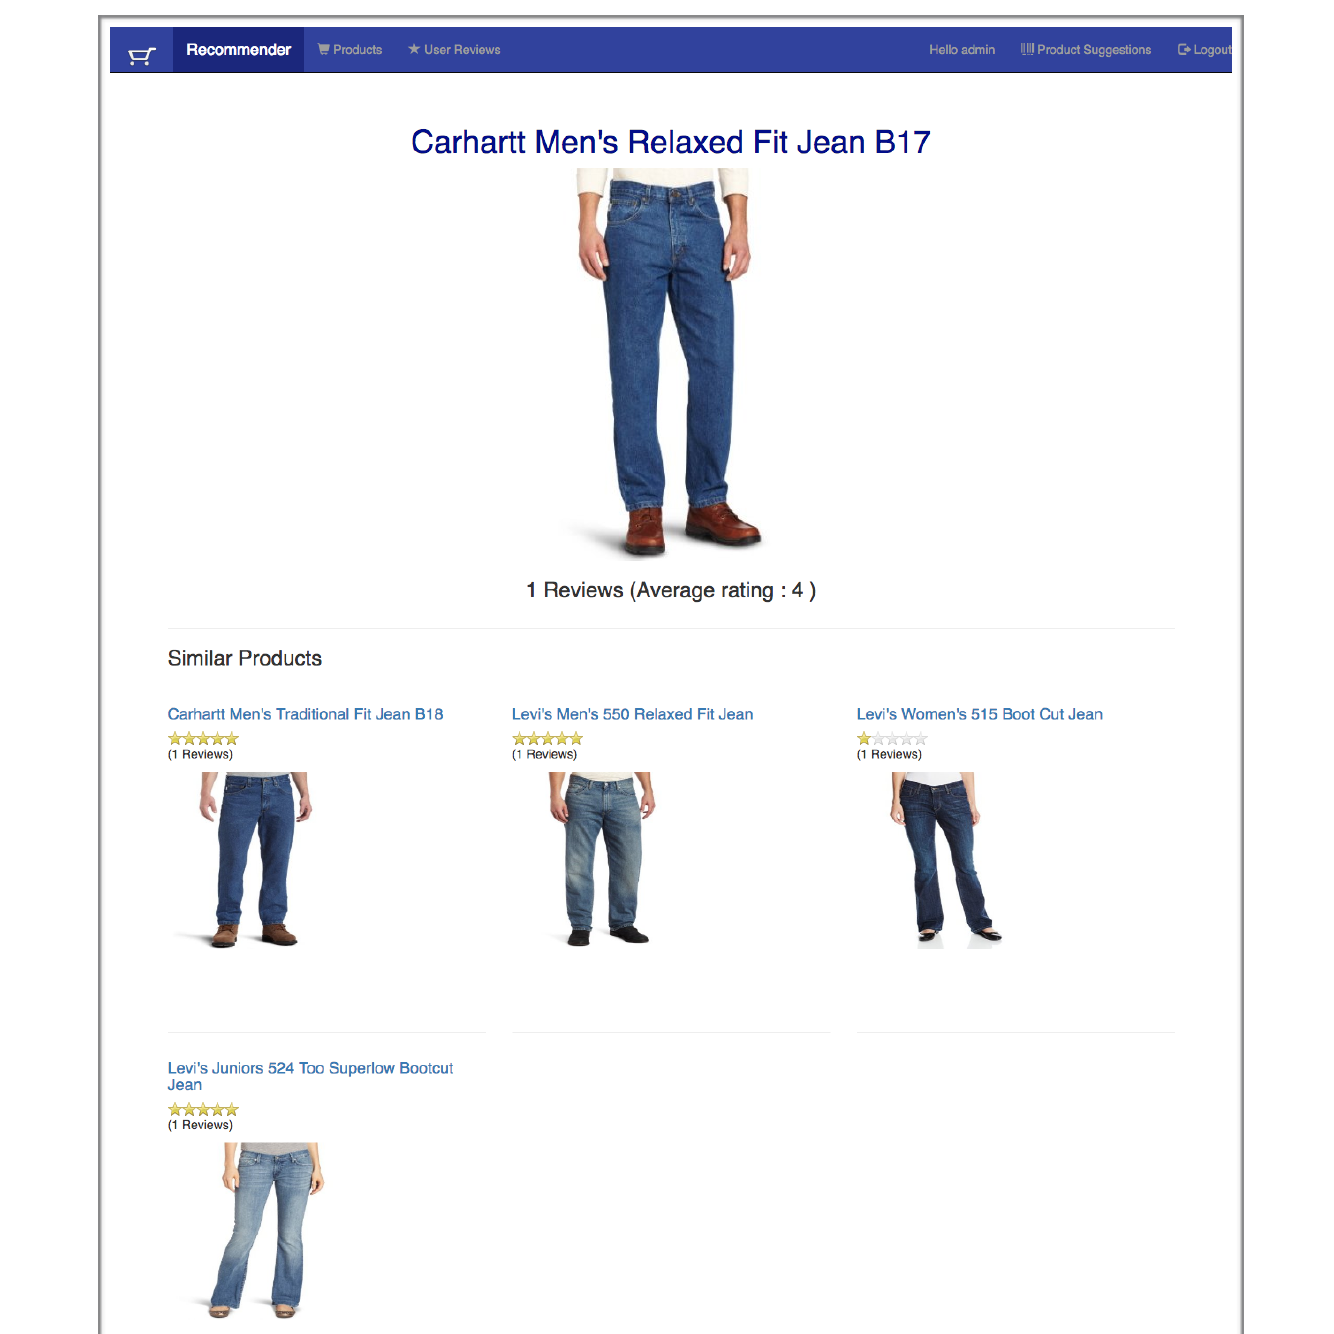 Recommender Products User Reviews Hello admin Product Suggestions Logout
Carhartt Men's Relaxed Fit Jean B17
1 Reviews (Average rating : 4 )
Similar Products
Carhartt Men's Traditional Fit Jean B18
(1 Reviews)
Levi's Men's 550 Relaxed Fit Jean
(1 Reviews)
Levi's Women's 515 Boot Cut Jean
(1 Reviews)
Levi's Juniors 524 Too Superlow Bootcut
Jean
(1 Reviews)